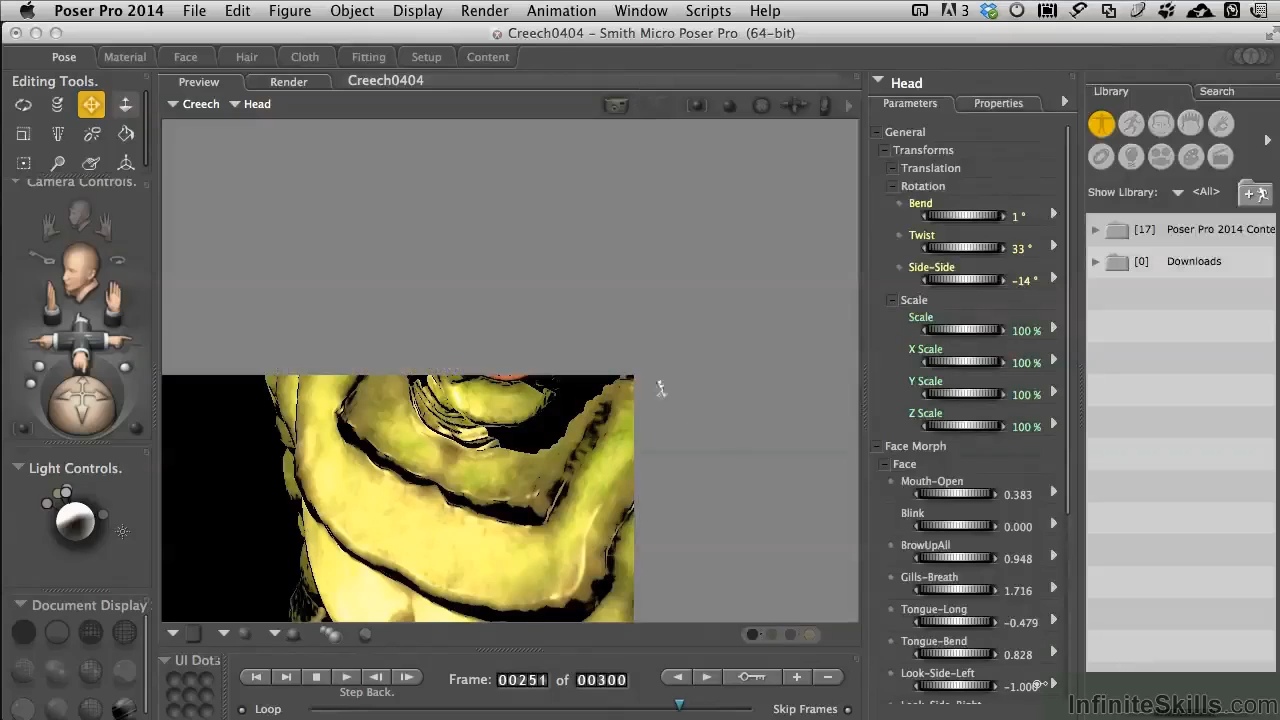 Poser Pro 2014 File Edit Figure Object Display Render Animation Window Scripts Help 3
Creech0404 – Smith Micro Poser Pro (64-bit)
Pose Material Face Hair Cloth Fitting Setup Content
Editing Tools.
Preview Render Creech0404
Creech Head
Camera Controls.
Light Controls.
Document Display
UI Dots
Step Back.
Frame: 00251 of 00300
Loop
Skip Frames
Head
Parameters Properties
General
Transforms
Translation
Rotation
Bend
1 °
Twist
33 °
Side-Side
-14 °
Scale
Scale
100 %
X Scale
100 %
Y Scale
100 %
Z Scale
100 %
Face Morph
Face
Mouth-Open
0.383
Blink
0.000
BrowUpAll
0.948
Gills-Breath
1.716
Tongue-Long
-0.479
Tongue-Bend
0.828
Look-Side-Left
-1.000
Look-Side-Right
Library Search
Show Library: <All>
[17] Poser Pro 2014 Conte
[0] Downloads
InfiniteSkills.com